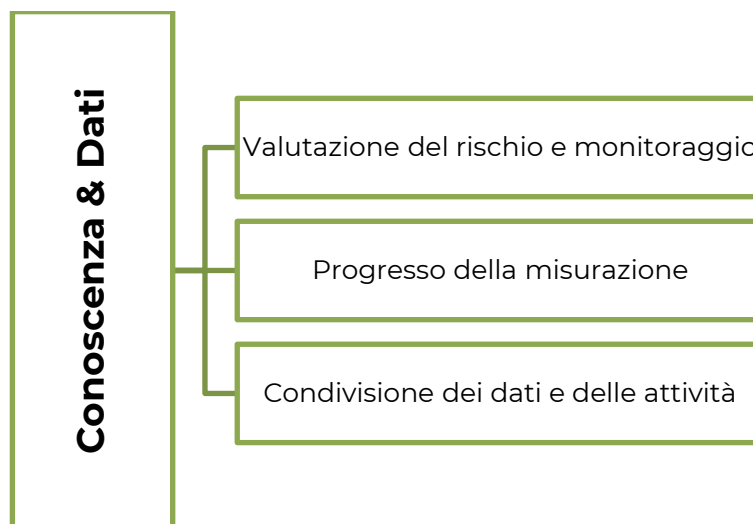 Conoscenza & Dati
Valutazione del rischio e monitoraggio
Progresso della misurazione
Condivisione dei dati e delle attività